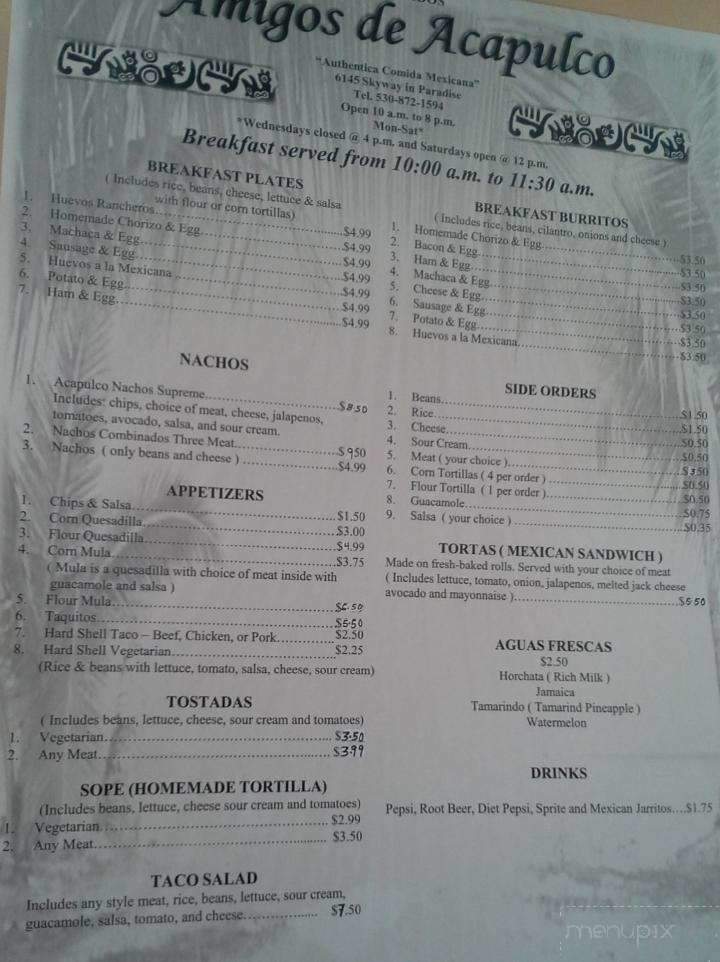 Amigos de Acapulco
"Authentica Comida Mexicana"
6145 Skyway in Paradise
Tel. 530-872-1594
Open 10 a.m. to 8 p.m.
Mon-Sat*
*Wednesdays closed @ 4 p.m. and Saturdays open @ 12 p.m.
Breakfast served from 10:00 a.m. to 11:30 a.m.
BREAKFAST PLATES
( Includes rice, beans, cheese, lettuce & salsa
with flour or corn tortillas)
1. Huevos Rancheros $4.99
2. Homemade Chorizo & Egg $4.99
3. Machaca & Egg $4.99
4. Sausage & Egg $4.99
5. Huevos a la Mexicana $4.99
6. Potato & Egg $4.99
7. Ham & Egg $4.99
NACHOS
1. Acapulco Nachos Supreme $8.50
Includes: chips, choice of meat, cheese, jalapenos,
tomatoes, avocado, salsa, and sour cream.
2. Nachos Combinados Three Meat $950
3. Nachos ( only beans and cheese ) $4.99
APPETIZERS
1. Chips & Salsa $1.50
2. Corn Quesadilla $3.00
3. Flour Quesadilla $4.99
4. Corn Mula $3.75
( Mula is a quesadilla with choice of meat inside with
guacamole and salsa )
5. Flour Mula $6.50
6. Taquitos $5.50
7. Hard Shell Taco – Beef, Chicken, or Pork $2.50
8. Hard Shell Vegetarian $2.25
(Rice & beans with lettuce, tomato, salsa, cheese, sour cream)
TOSTADAS
( Includes beans, lettuce, cheese, sour cream and tomatoes)
1. Vegetarian $3.50
2. Any Meat $3.99
SOPE (HOMEMADE TORTILLA)
(Includes beans, lettuce, cheese sour cream and tomatoes)
1. Vegetarian $2.99
2. Any Meat $3.50
TACO SALAD
Includes any style meat, rice, beans, lettuce, sour cream,
guacamole, salsa, tomato, and cheese $7.50
BREAKFAST BURRITOS
( Includes rice, beans, cilantro, onions and cheese )
1. Homemade Chorizo & Egg $3.50
2. Bacon & Egg $3.50
3. Ham & Egg $3.50
4. Machaca & Egg $3.50
5. Cheese & Egg $3.50
6. Sausage & Egg $3.50
7. Potato & Egg $3.50
8. Huevos a la Mexicana $3.50
SIDE ORDERS
1. Beans $1.50
2. Rice $1.50
3. Cheese $0.50
4. Sour Cream $0.50
5. Meat ( your choice ) $3.50
6. Corn Tortillas ( 4 per order ) $0.50
7. Flour Tortilla ( 1 per order ) $0.50
8. Guacamole $0.75
9. Salsa ( your choice ) $0.35
TORTAS ( MEXICAN SANDWICH )
Made on fresh-baked rolls. Served with your choice of meat
( Includes lettuce, tomato, onion, jalapenos, melted jack cheese
avocado and mayonnaise ) $5.50
AGUAS FRESCAS
$2.50
Horchata ( Rich Milk )
Jamaica
Tamarindo ( Tamarind Pineapple )
Watermelon
DRINKS
Pepsi, Root Beer, Diet Pepsi, Sprite and Mexican Jarritos....$1.75
menupix